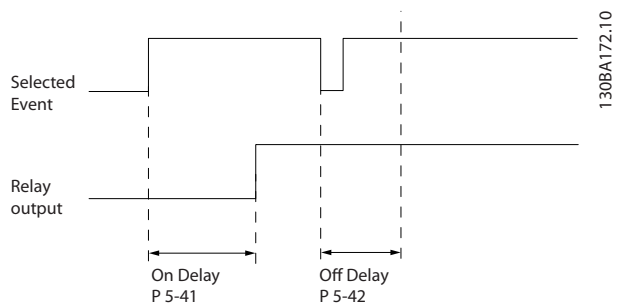 130BA172.10
Selected
Event
Relay
output
On Delay
P 5-41
Off Delay
P 5-42